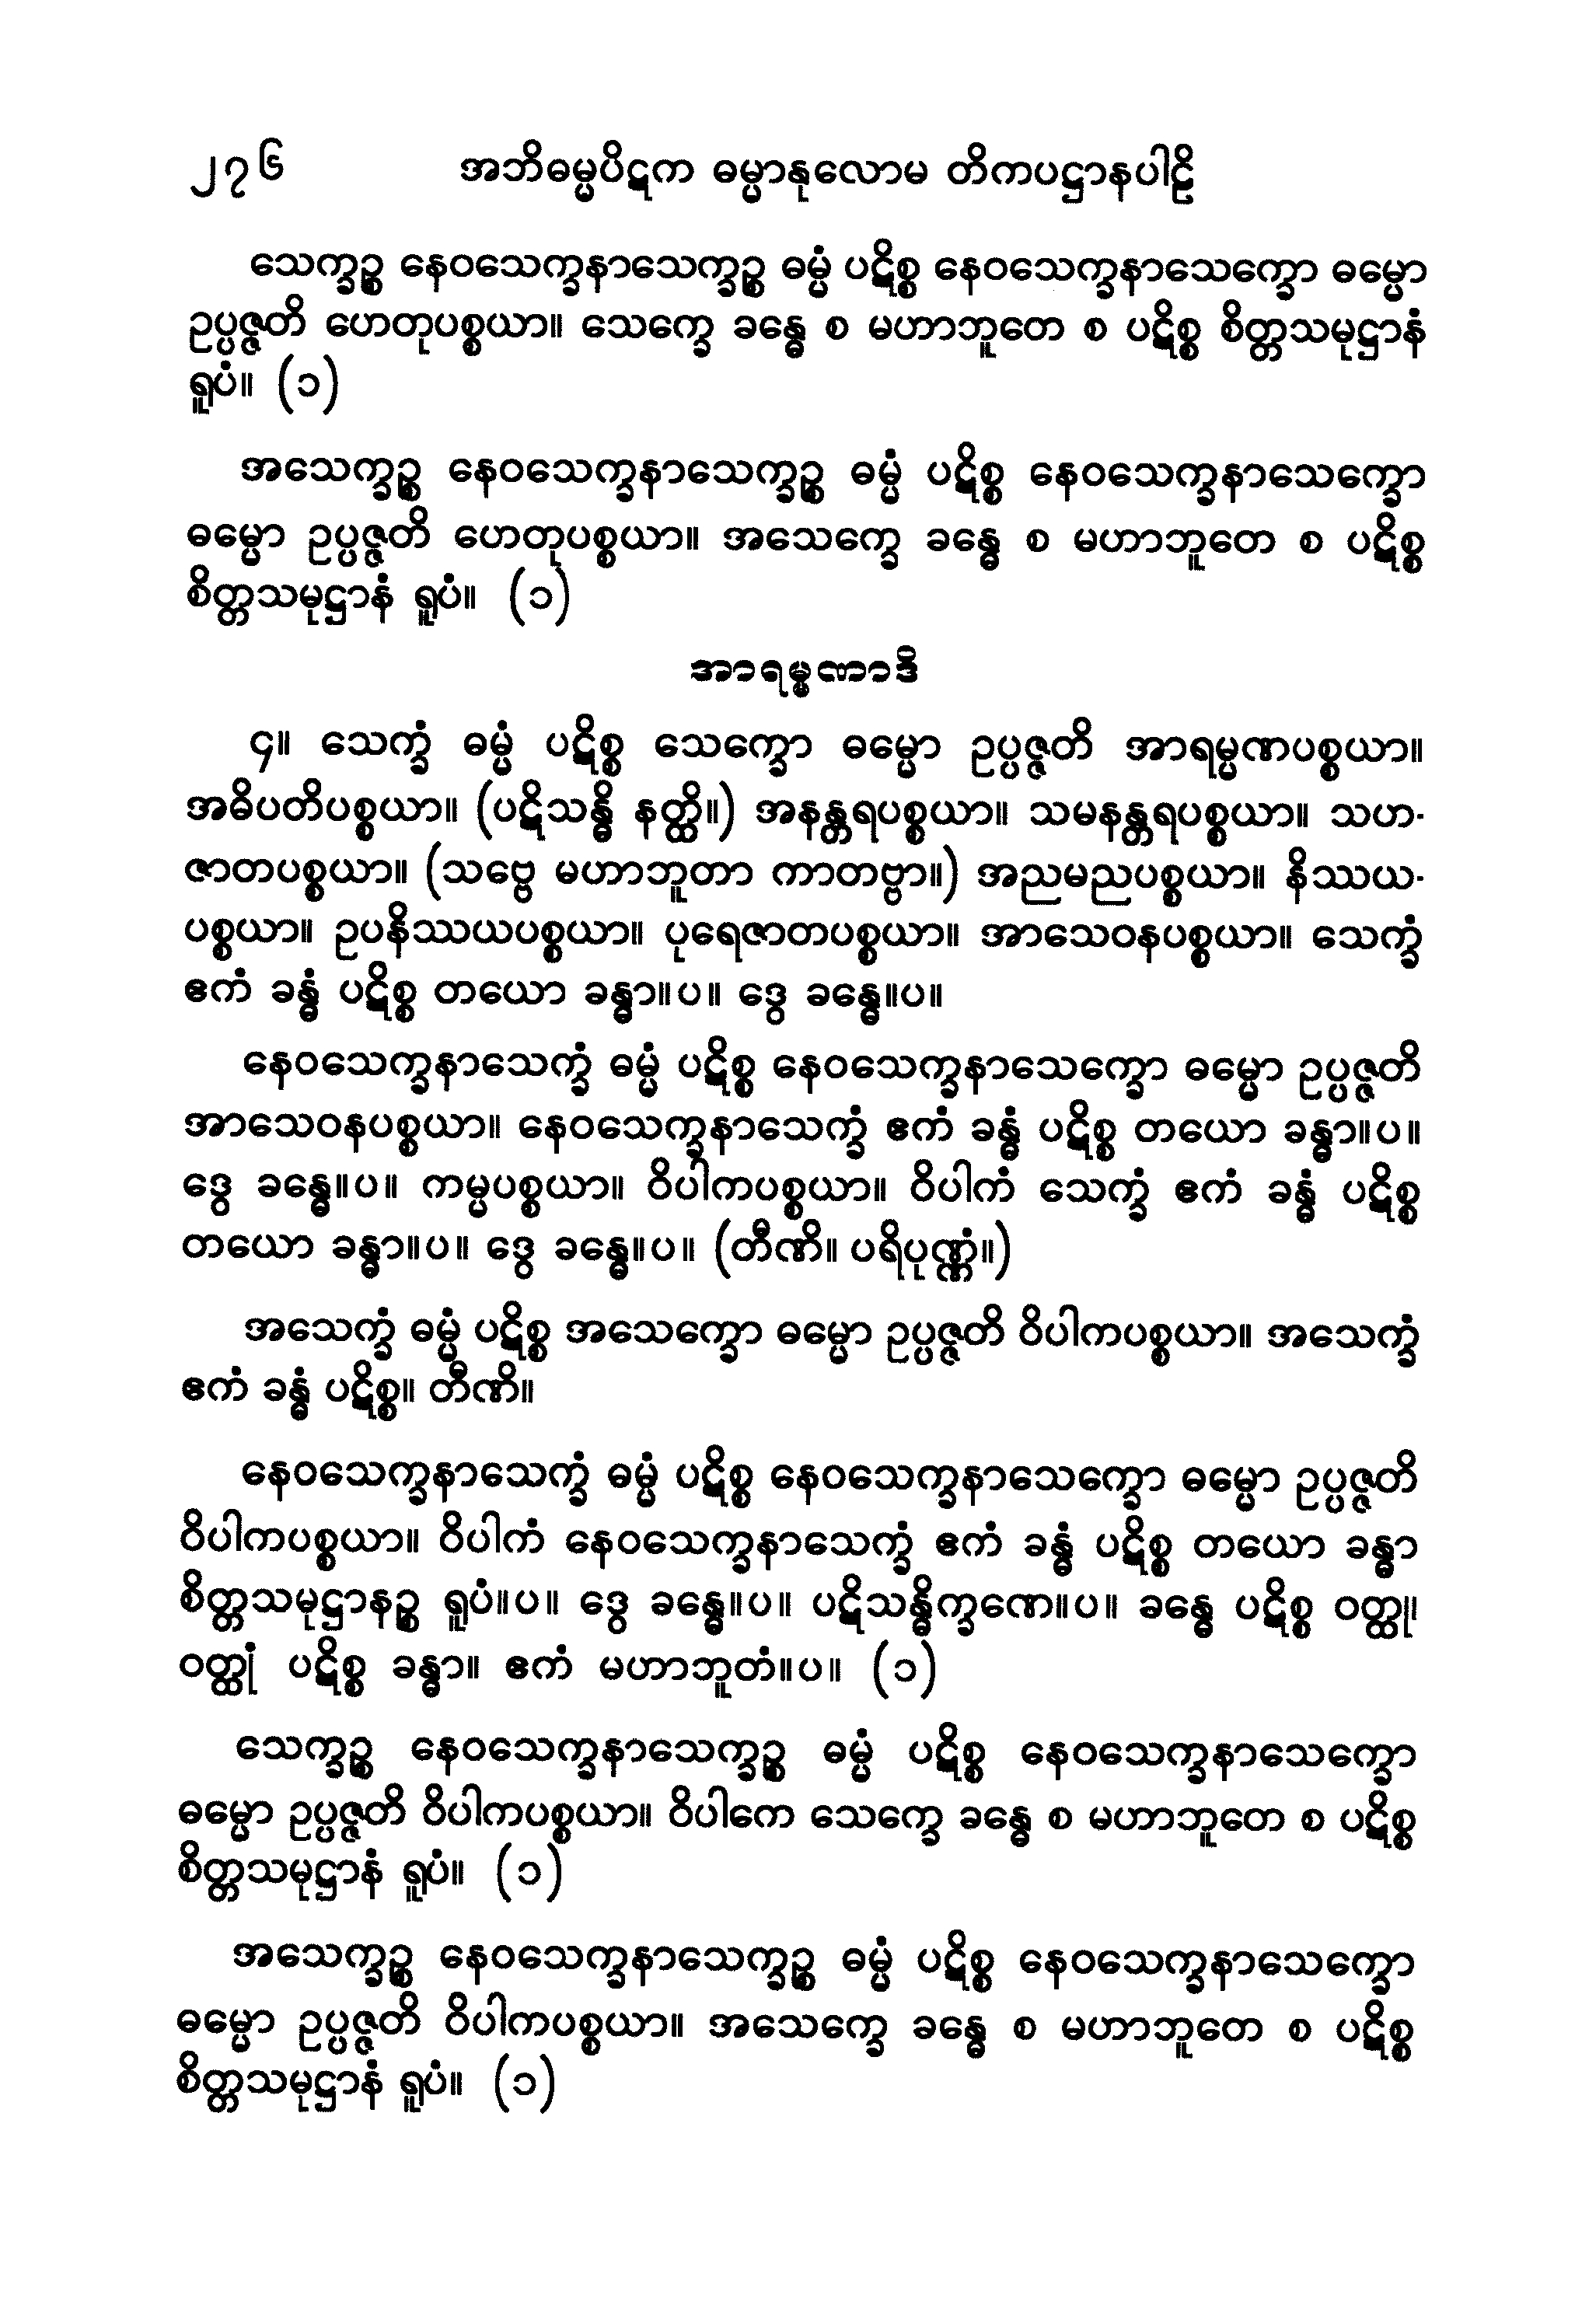 ၂၇၆ အဘိဓမ္မပိဋက ဓမ္မာနုလောမ တိကပဋ္ဌာနပါဠိ
သေက္ခဉ္စ နေဝသေက္ခနာသေက္ခဉ္စ ဓမ္မံ ပဋိစ္စ နေဝသေက္ခနာသေက္ခော ဓမ္မော
ဥပ္ပဇ္ဇတိ ဟေတုပစ္စယာ။ သေက္ခေ ခန္ဓေ စ မဟာဘူတေ စ ပဋိစ္စ စိတ္တသမုဋ္ဌာနံ
ရူပံ။ (၁)
အသေက္ခဉ္စ နေဝသေက္ခနာသေက္ခဉ္စ ဓမ္မံ ပဋိစ္စ နေဝသေက္ခနာသေက္ခော
ဓမ္မော ဥပ္ပဇ္ဇတိ ဟေတုပစ္စယာ။ အသေက္ခေ ခန္ဓေ စ မဟာဘူတေ စ ပဋိစ္စ
စိတ္တသမုဋ္ဌာနံ ရူပံ။ (၁)
အာရမ္မဏာဒိ
၄။ သေက္ခံ ဓမ္မံ ပဋိစ္စ သေက္ခော ဓမ္မော ဥပ္ပဇ္ဇတိ အာရမ္မဏပစ္စယာ။
အဓိပတိပစ္စယာ။ (ပဋိသန္ဓိ နတ္ထိ။) အနန္တရပစ္စယာ။ သမနန္တရပစ္စယာ။ သဟ-
ဇာတပစ္စယာ။ (သဗ္ဗေ မဟာဘူတာ ကာတဗ္ဗာ။) အညမညပစ္စယာ။ နိဿယ-
ပစ္စယာ။ ဥပနိဿယပစ္စယာ။ ပုရေဇာတပစ္စယာ။ အာသေဝနပစ္စယာ။ သေက္ခံ
ဧကံ ခန္ဓံ ပဋိစ္စ တယော ခန္ဓာ။ပ။ ဒွေ ခန္ဓေ။ပ။
နေဝသေက္ခနာသေက္ခံ ဓမ္မံ ပဋိစ္စ နေဝသေက္ခနာသေက္ခော ဓမ္မော ဥပ္ပဇ္ဇတိ
အာသေဝနပစ္စယာ။ နေဝသေက္ခနာသေက္ခံ ဧကံ ခန္ဓံ ပဋိစ္စ တယော ခန္ဓာ။ပ။
ဒွေ ခန္ဓေ။ပ။ ကမ္မပစ္စယာ။ ဝိပါကပစ္စယာ။ ဝိပါကံ သေက္ခံ ဧကံ ခန္ဓံ ပဋိစ္စ
တယော ခန္ဓာ။ပ။ ဒွေ ခန္ဓေ။ပ။ (တီဏိ။ ပရိပုဏ္ဏံ။)
အသေက္ခံ ဓမ္မံ ပဋိစ္စ အသေက္ခော ဓမ္မော ဥပ္ပဇ္ဇတိ ဝိပါကပစ္စယာ။ အသေက္ခံ
ဧကံ ခန္ဓံ ပဋိစ္စ။ တီဏိ။
နေဝသေက္ခနာသေက္ခံ ဓမ္မံ ပဋိစ္စ နေဝသေက္ခနာသေက္ခော ဓမ္မော ဥပ္ပဇ္ဇတိ
ဝိပါကပစ္စယာ။ ဝိပါကံ နေဝသေက္ခနာသေက္ခံ ဧကံ ခန္ဓံ ပဋိစ္စ တယော ခန္ဓာ
စိတ္တသမုဋ္ဌာနဉ္စ ရူပံ။ပ။ ဒွေ ခန္ဓေ။ပ။ ပဋိသန္ဓိက္ခဏေ။ပ။ ခန္ဓေ ပဋိစ္စ ဝတ္ထု၊
ဝတ္ထုံ ပဋိစ္စ ခန္ဓာ။ ဧကံ မဟာဘူတံ။ပ။ (၁)
သေက္ခဉ္စ နေဝသေက္ခနာသေက္ခဉ္စ ဓမ္မံ ပဋိစ္စ နေဝသေက္ခနာသေက္ခော
ဓမ္မော ဥပ္ပဇ္ဇတိ ဝိပါကပစ္စယာ။ ဝိပါကေ သေက္ခေ ခန္ဓေ စ မဟာဘူတေ စ ပဋိစ္စ
စိတ္တသမုဋ္ဌာနံ ရူပံ။ (၁)
အသေက္ခဉ္စ နေဝသေက္ခနာသေက္ခဉ္စ ဓမ္မံ ပဋိစ္စ နေဝသေက္ခနာသေက္ခော
ဓမ္မော ဥပ္ပဇ္ဇတိ ဝိပါကပစ္စယာ။ အသေက္ခေ ခန္ဓေ စ မဟာဘူတေ စ ပဋိစ္စ
စိတ္တသမုဋ္ဌာနံ ရူပံ။ (၁)